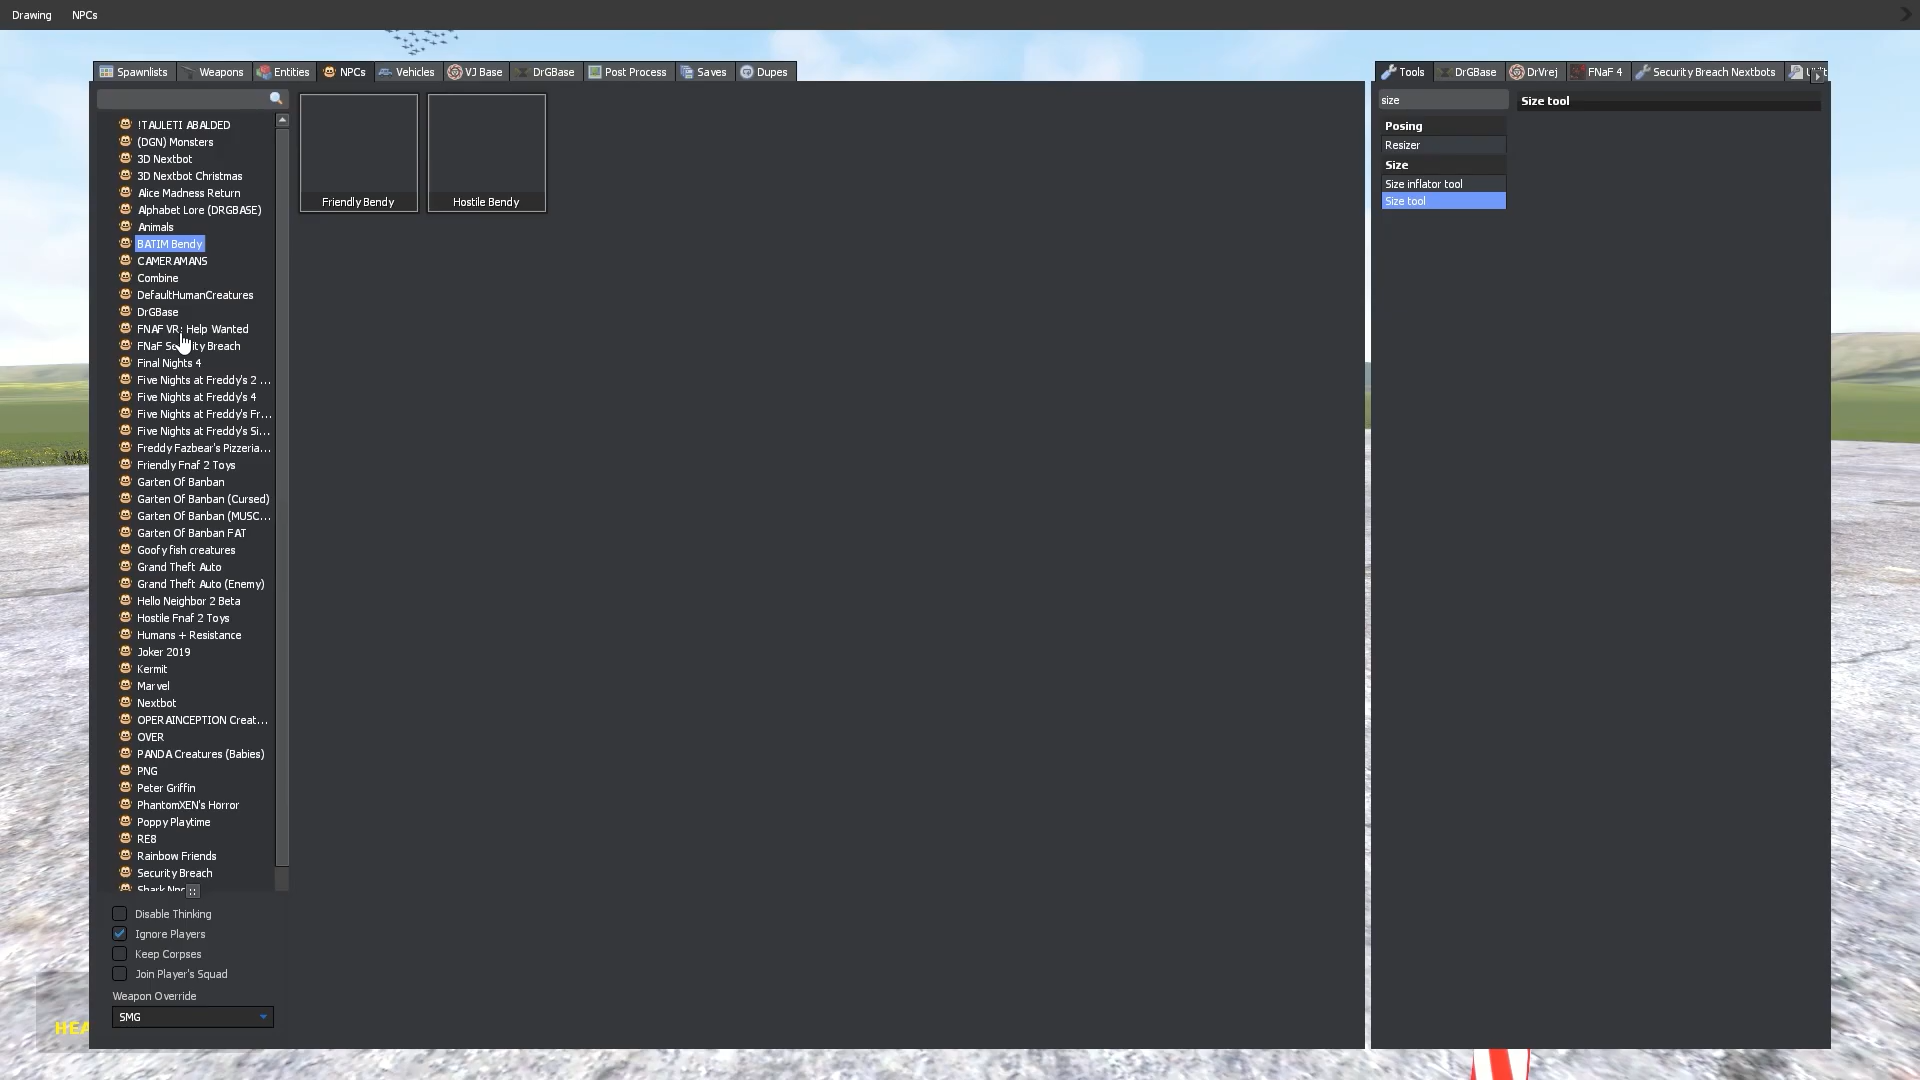 Drawing NPCs
Spawnlists Weapons Entities NPCs Vehicles VJ Base DrGBase Post Process Saves Dupes
Tools DrGBase DrVrej FNaF 4 Security Breach Nextbots
!TAULETI ABALDED
(DGN) Monsters
3D Nextbot
3D Nextbot Christmas
Alice Madness Return
Alphabet Lore (DRGBASE)
Animals
BATIM Bendy
CAMERAMANS
Combine
DefaultHumanCreatures
DrGBase
FNAF VR: Help Wanted
FNaF Security Breach
Final Nights 4
Five Nights at Freddy's 2 ...
Five Nights at Freddy's 4
Five Nights at Freddy's Fr...
Five Nights at Freddy's Si...
Freddy Fazbear's Pizzeria...
Friendly Fnaf 2 Toys
Garten Of Banban
Garten Of Banban (Cursed)
Garten Of Banban (MUSC...
Garten Of Banban FAT
Goofy fish creatures
Grand Theft Auto
Grand Theft Auto (Enemy)
Hello Neighbor 2 Beta
Hostile Fnaf 2 Toys
Humans + Resistance
Joker 2019
Kermit
Marvel
Nextbot
OPERAINCEPTION Creat...
OVER
PANDA Creatures (Babies)
PNG
Peter Griffin
PhantomXEN's Horror
Poppy Playtime
RE8
Rainbow Friends
Security Breach
Shark
Disable Thinking
Ignore Players
Keep Corpses
Join Player's Squad
Weapon Override
SMG
HEA
Friendly Bendy
Hostile Bendy
size
Posing
Resizer
Size
Size inflator tool
Size tool
Size tool